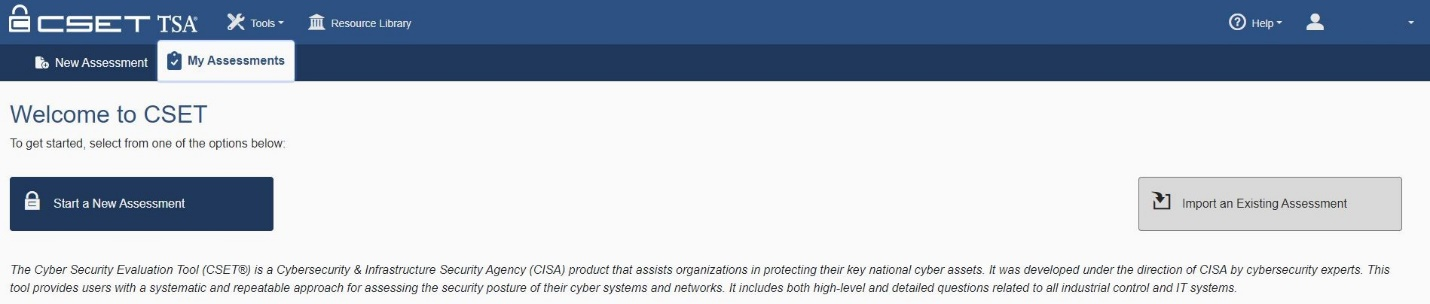 CSET TSA Tools Resource Library Help
New Assessment My Assessments
Welcome to CSET
To get started, select from one of the options below:
Start a New Assessment Import an Existing Assessment
The Cyber Security Evaluation Tool (CSET®) is a Cybersecurity & Infrastructure Security Agency (CISA) product that assists organizations in protecting their key national cyber assets. It was developed under the direction of CISA by cybersecurity experts. This
tool provides users with a systematic and repeatable approach for assessing the security posture of their cyber systems and networks. It includes both high-level and detailed questions related to all industrial control and IT systems.